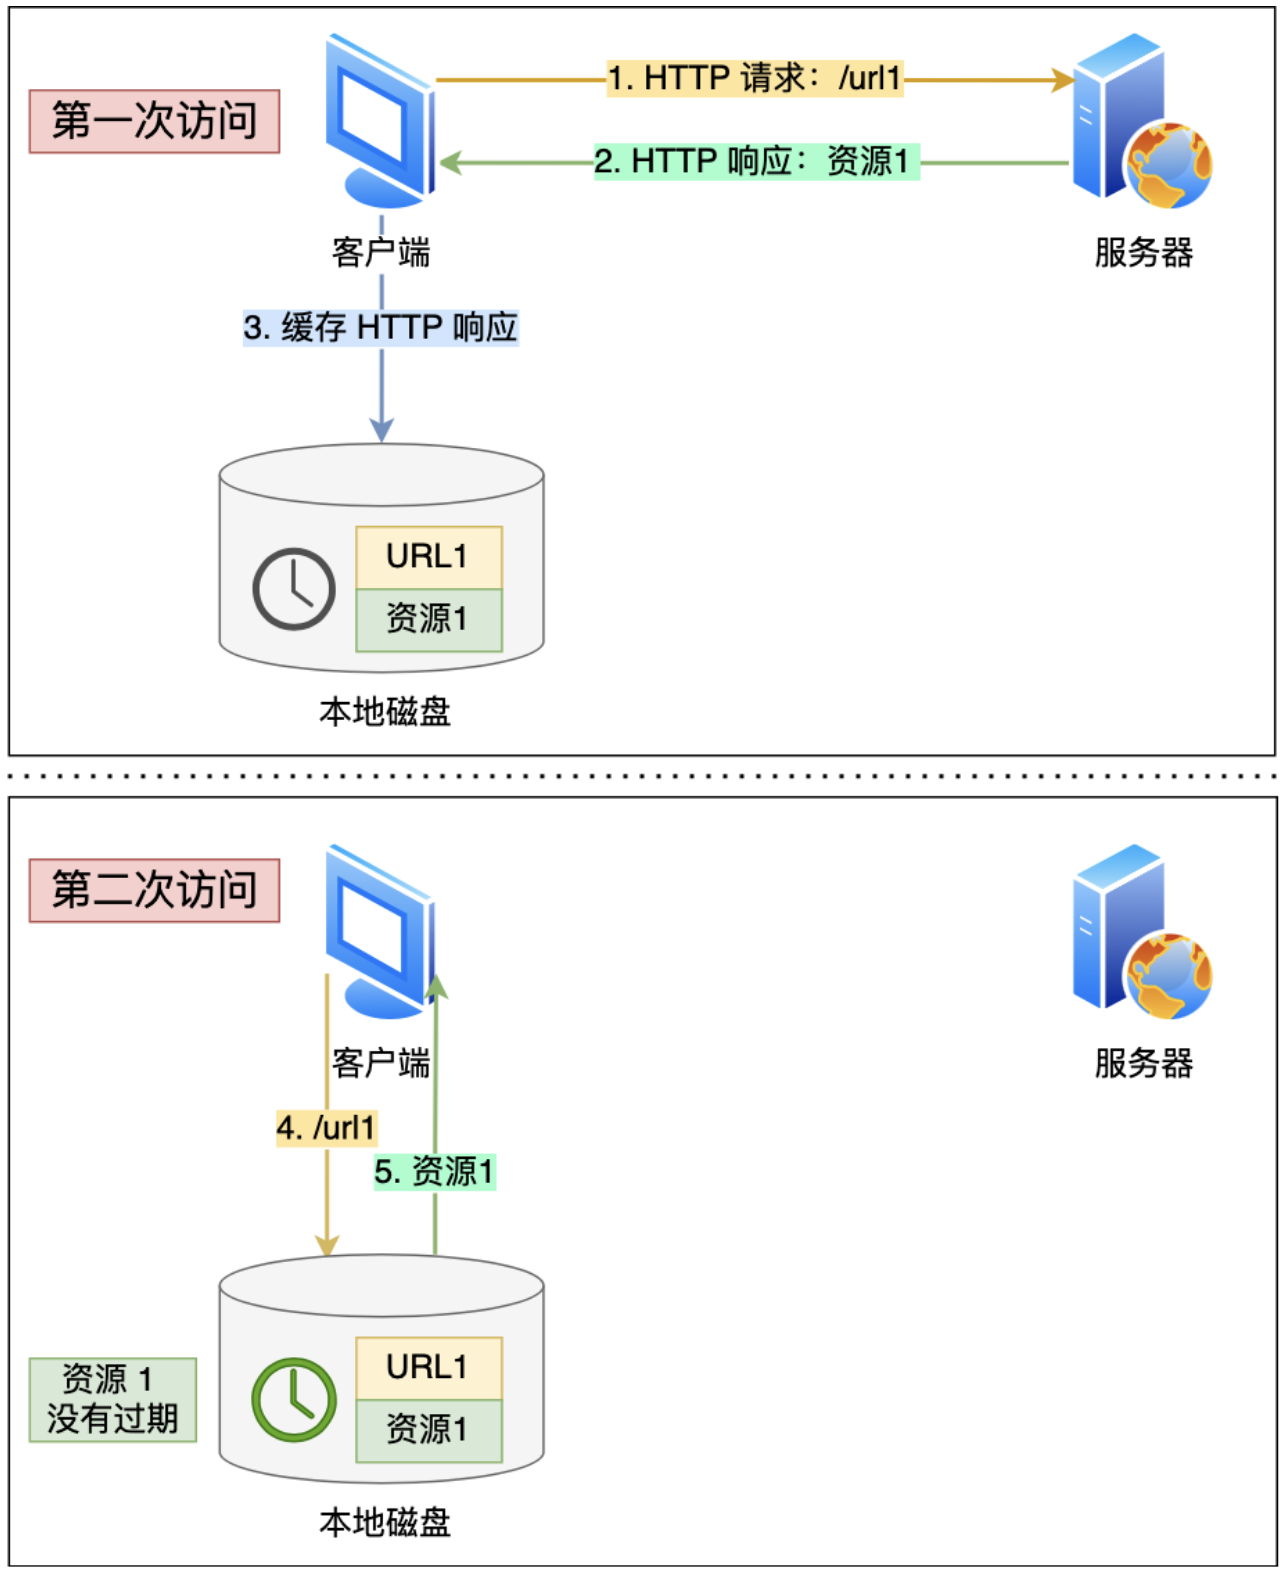 第一次访问
1. HTTP 请求：/url1
2. HTTP 响应：资源1
客户端
服务器
3. 缓存 HTTP 响应
URL1
资源1
本地磁盘
第二次访问
客户端
服务器
4. /url1
5. 资源1
资源 1
没有过期
URL1
资源1
本地磁盘